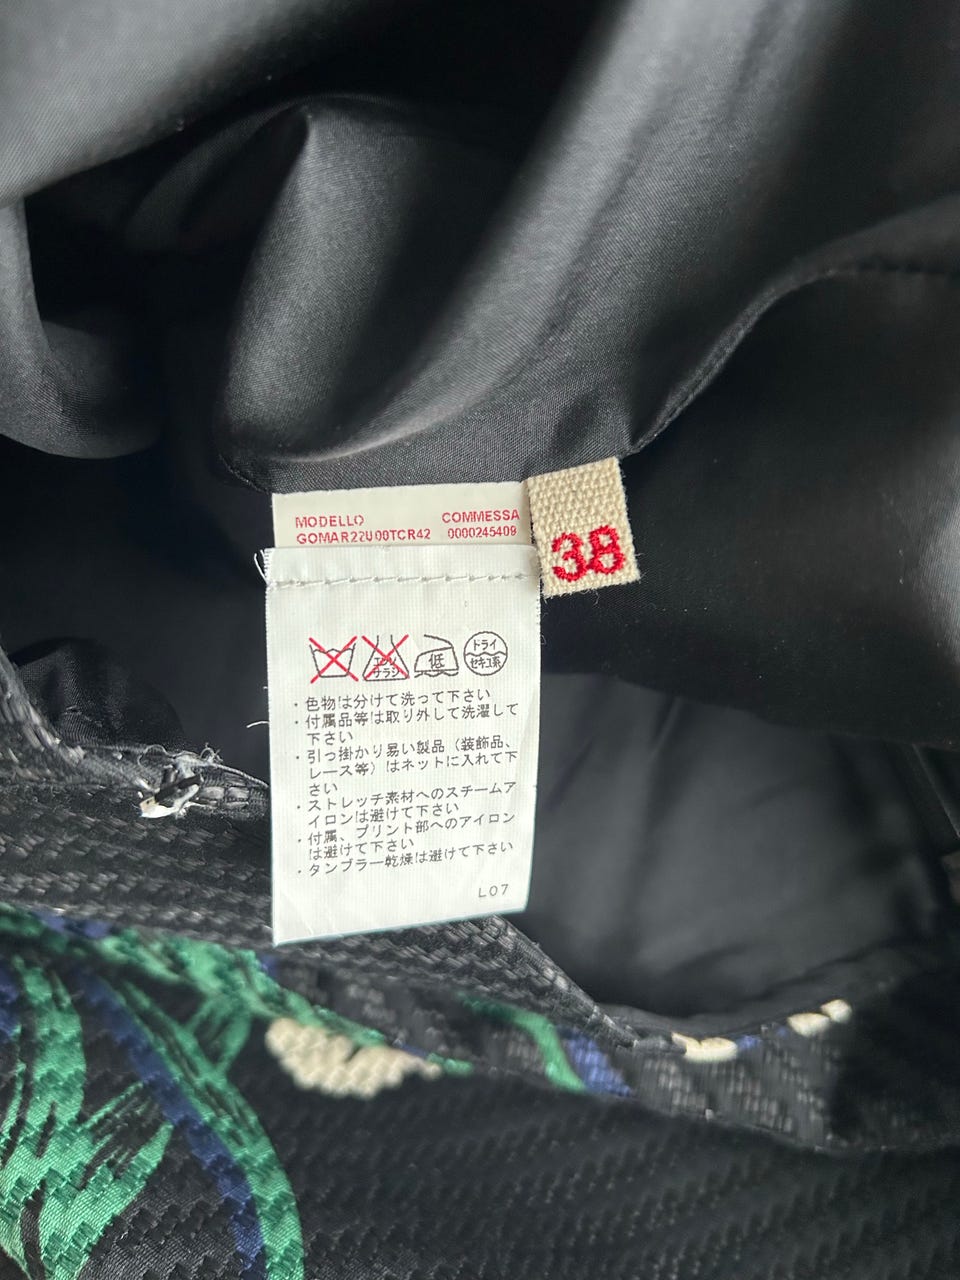 MODELLO COMMESSA
GOMAR22U00TCR42 0000245409
38
エンソ
サラシ
低
ドライ
セキユ系
・色物は分けて洗って下さい
・付属品等は取り外して洗濯して
下さい
・引っ掛かり易い製品（装飾品、
レース等）はネットに入れて下
さい
・ストレッチ素材へのスチームア
イロンは避けて下さい
・付属、プリント部へのアイロン
は避けて下さい
・タンブラー乾燥は避けて下さい
L07